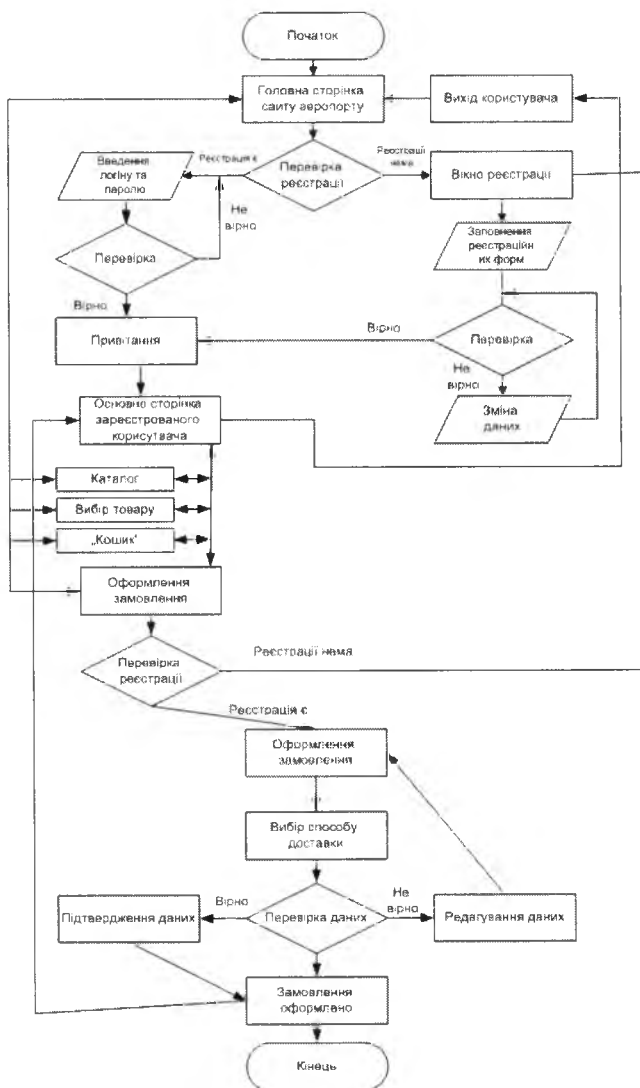 Початок
Головна сторінка
сайту аеропорту
Вихід користувача
Введення
логіну та
паролю
Реєстрація є
Перевірка
реєстрації
Реєстрації
нема
Вікно реєстрації
Не
вірно
Заповнення
реєстраційн
их форм
Перевірка
Вірно
Привітання
Вірно
Перевірка
Не
вірно
Зміна
даних
Основне сторінка
зареєстрованого
корисутвача
Каталог
Вибір товару
„Кошик"
Оформлення
замовлення
Перевірка
реєстрації
Реєстрації нема
Реєстрація є
Оформлення
замовлення
Вибір способу
доставки
Підтвердження даних
Вірно
Перевірка даних
Не
вірно
Редагування даних
Замовлення
оформлено
Кінець